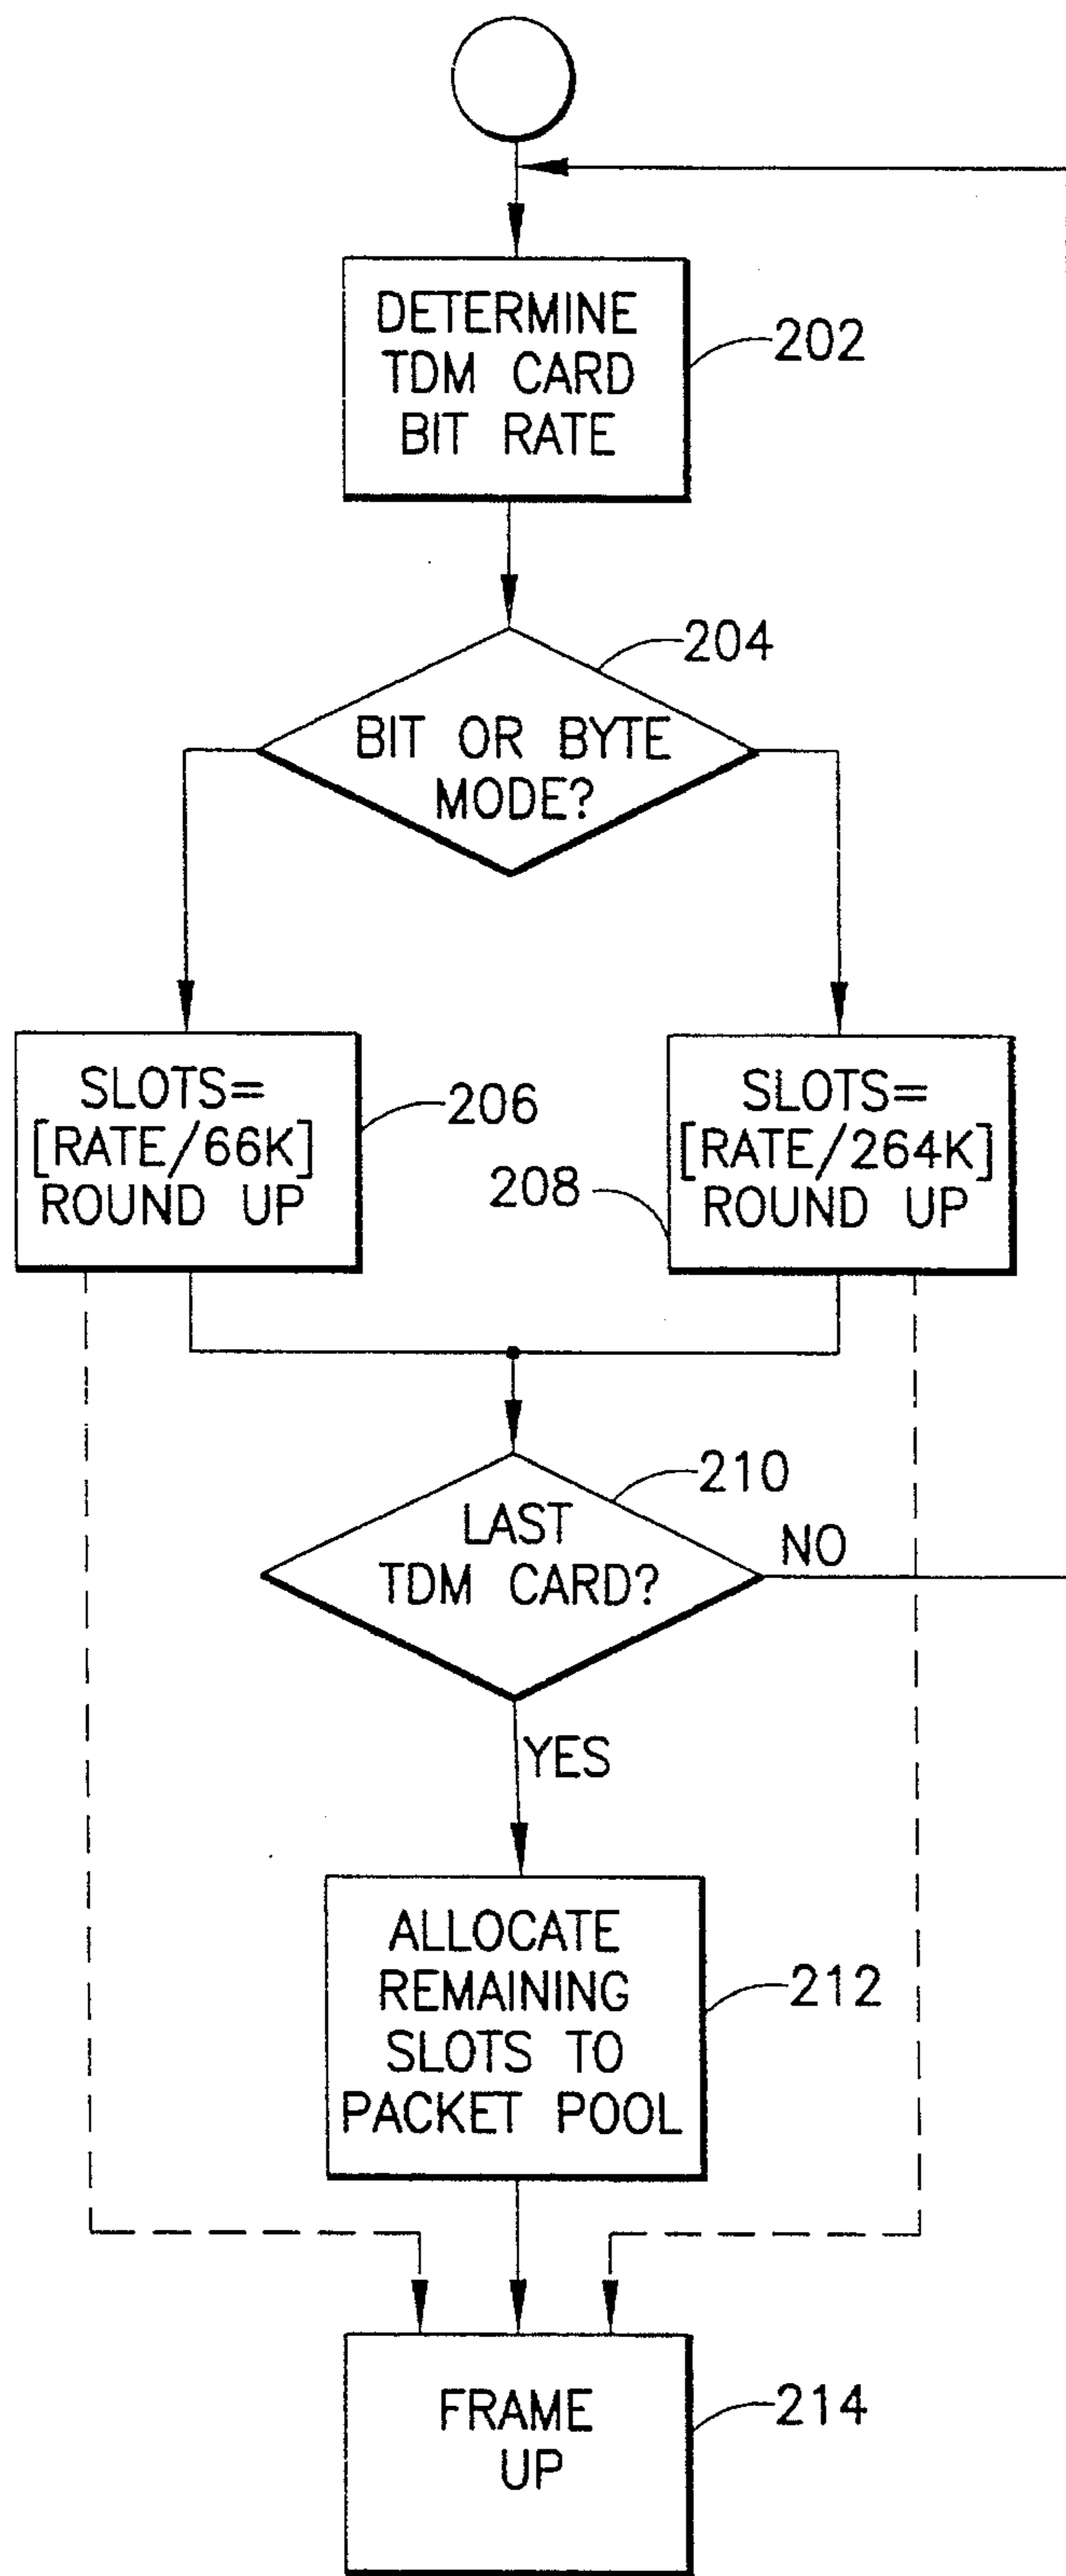 DETERMINE
TDM CARD
BIT RATE
202
204
BIT OR BYTE
MODE?
SLOTS=
[RATE/66K]
ROUND UP
206
SLOTS=
[RATE/264K]
ROUND UP
208
210
LAST
TDM CARD?
NO
YES
ALLOCATE
REMAINING
SLOTS TO
PACKET POOL
212
FRAME
UP
214